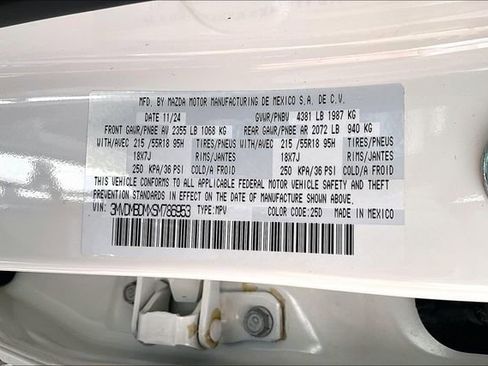 MFD. BY MAZDA MOTOR MANUFACTURING DE MEXICO S.A. DE C.V.
DATE 11/24 GVWR/PNBV 4381 LB 1987 KG
FRONT GAWR/PNBE AV 2355 LB 1068 KG REAR GAWR/PNBE AR 2072 LB 940 KG
WITH/AVEC 215 /55R18 95H TIRES/PNEUS WITH/AVEC 215 /55R18 95H TIRES/PNEUS
18X7J RIMS/JANTES 18X7J RIMS/JANTES
250 KPA/36 PSI COLD/A FROID 250 KPA/36 PSI COLD/A FROID
THIS VEHICLE CONFORMS TO ALL APPLICABLE FEDERAL MOTOR VEHICLE SAFETY AND THEFT
PREVENTION STANDARDS IN EFFECT ON THE DATE OF MANUFACTURE SHOWN ABOVE.
VIN: 3MVDMBDMXSM786953 TYPE:MPV COLOR CODE:25D MADE IN MEXICO